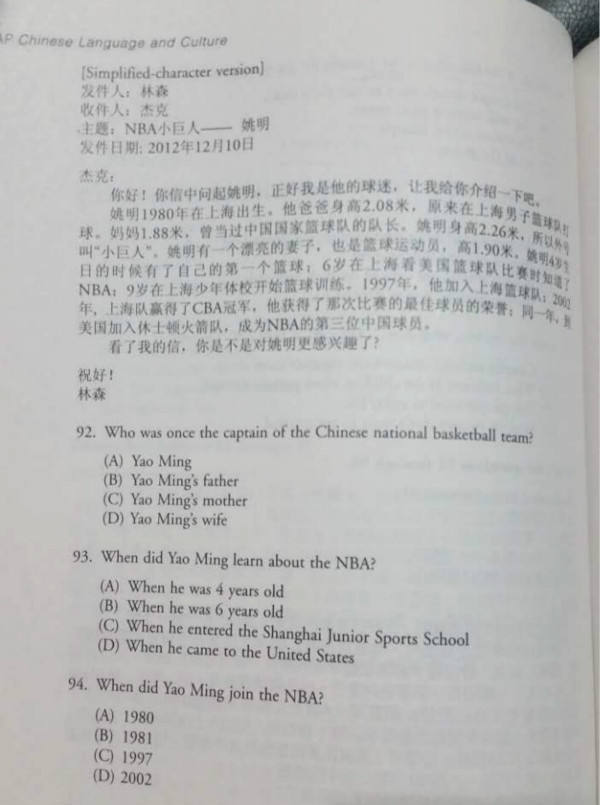 AP Chinese Language and Culture
[Simplified-character version]
发件人：林森
收件人：杰克
主题：NBA小巨人—— 姚明
发件日期: 2012年12月10日
杰克：
你好！你信中问起姚明，正好我是他的球迷，让我给你介绍一下吧。
姚明1980年在上海出生。他爸爸身高2.08米，原来在上海男子篮球队打
球。妈妈1.88米，曾当过中国国家篮球队的队长。姚明身高2.26米，所以外号
叫“小巨人”。姚明有一个漂亮的妻子，也是篮球运动员，高1.90米。姚明4岁生
日的时候有了自己的第一个篮球；6岁在上海看美国篮球队比赛时知道了
NBA；9岁在上海少年体校开始篮球训练。1997年，他加入上海篮球队；2002
年，上海队赢得了CBA冠军，他获得了那次比赛的最佳球员的荣誉；同一年，到
美国加入休士顿火箭队，成为NBA的第三位中国球员。
看了我的信，你是不是对姚明更感兴趣了？
祝好！
林森
92. Who was once the captain of the Chinese national basketball team?
(A) Yao Ming
(B) Yao Ming's father
(C) Yao Ming's mother
(D) Yao Ming's wife
93. When did Yao Ming learn about the NBA?
(A) When he was 4 years old
(B) When he was 6 years old
(C) When he entered the Shanghai Junior Sports School
(D) When he came to the United States
94. When did Yao Ming join the NBA?
(A) 1980
(B) 1981
(C) 1997
(D) 2002